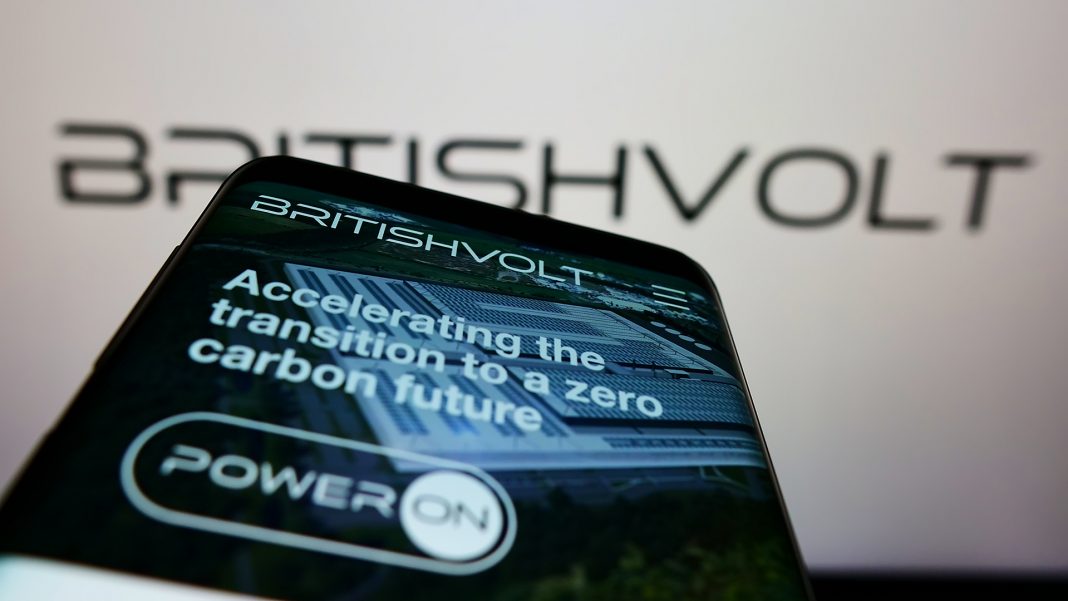 BRITISHVOLT
BRITISHVOLT
Accelerating the
transition to a zero
carbon future
POWER ON